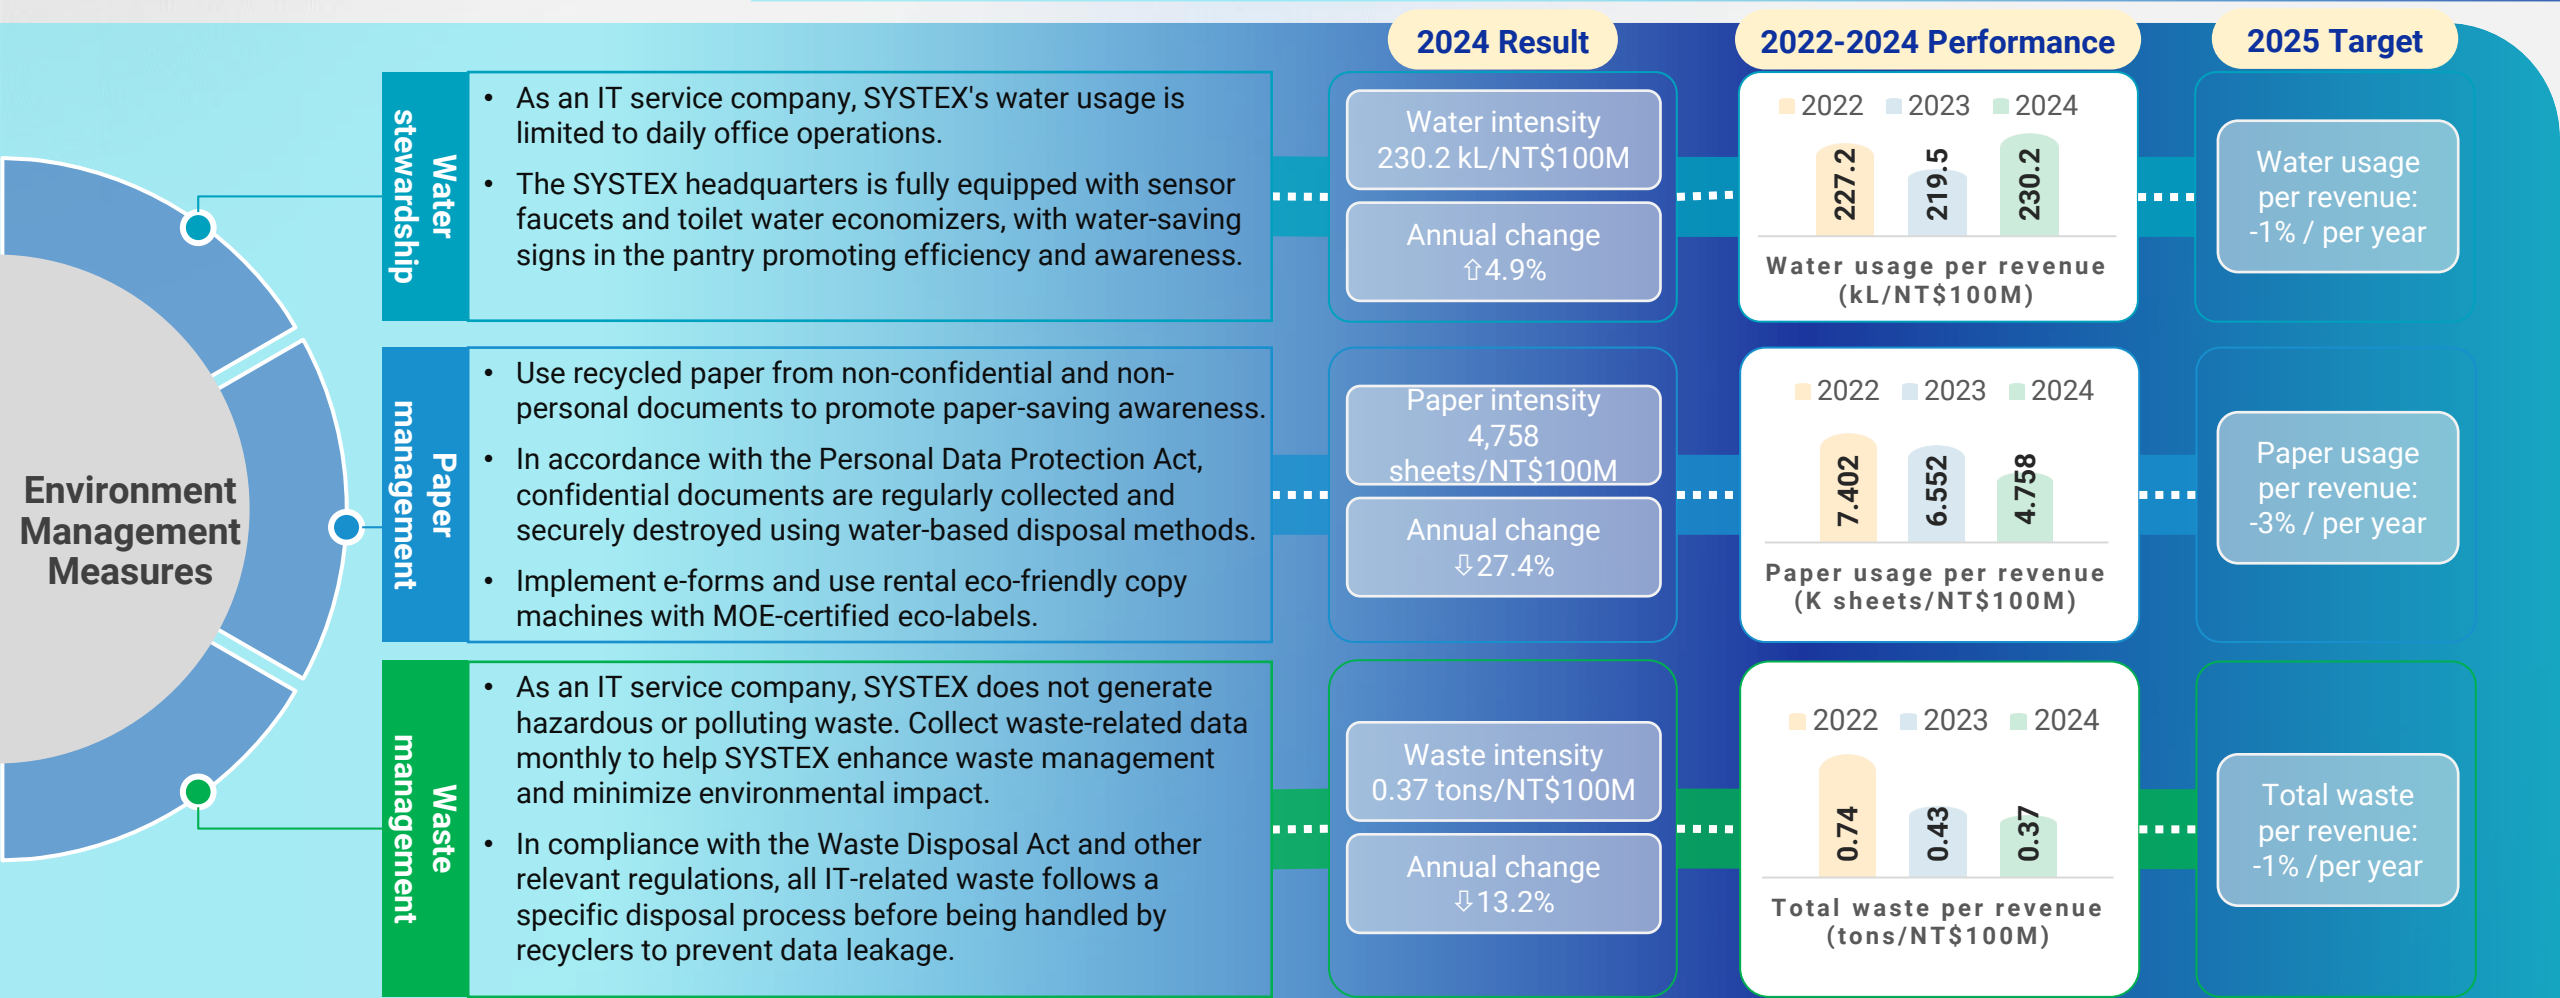 2024 Result
2022-2024 Performance
2025 Target
Environment
Management
Measures
Water
stewardship
• As an IT service company, SYSTEX's water usage is
limited to daily office operations.
• The SYSTEX headquarters is fully equipped with sensor
faucets and toilet water economizers, with water-saving
signs in the pantry promoting efficiency and awareness.
Water intensity
230.2 kL/NT$100M
Annual change
⇧4.9%
2022 2023 2024
227.2 219.5 230.2
Water usage per revenue
(kL/NT$100M)
Water usage
per revenue:
-1% / per year
Paper
management
• Use recycled paper from non-confidential and non-
personal documents to promote paper-saving awareness.
• In accordance with the Personal Data Protection Act,
confidential documents are regularly collected and
securely destroyed using water-based disposal methods.
• Implement e-forms and use rental eco-friendly copy
machines with MOE-certified eco-labels.
Paper intensity
4,758
sheets/NT$100M
Annual change
⇩27.4%
2022 2023 2024
7.402 6.552 4.758
Paper usage per revenue
(K sheets/NT$100M)
Paper usage
per revenue:
-3% / per year
Waste
management
• As an IT service company, SYSTEX does not generate
hazardous or polluting waste. Collect waste-related data
monthly to help SYSTEX enhance waste management
and minimize environmental impact.
• In compliance with the Waste Disposal Act and other
relevant regulations, all IT-related waste follows a
specific disposal process before being handled by
recyclers to prevent data leakage.
Waste intensity
0.37 tons/NT$100M
Annual change
⇩13.2%
2022 2023 2024
0.74 0.43 0.37
Total waste per revenue
(tons/NT$100M)
Total waste
per revenue:
-1% /per year